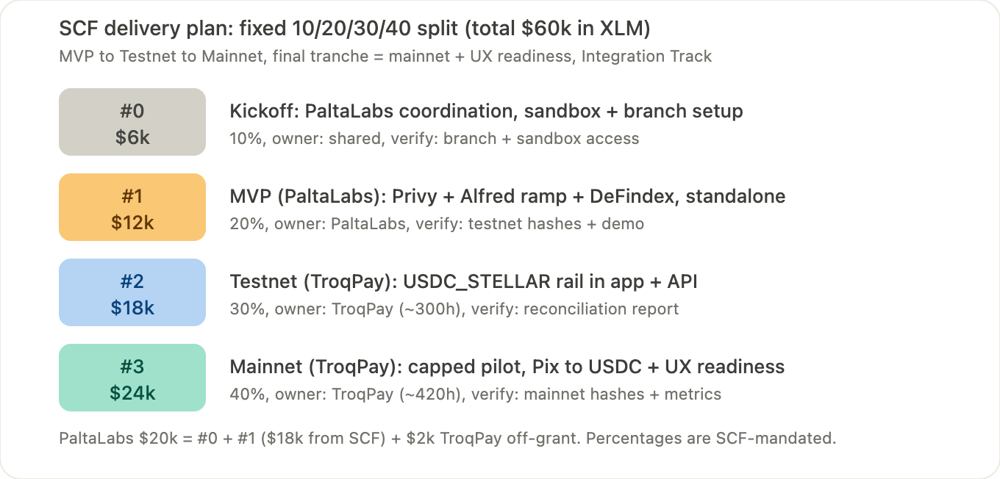 SCF delivery plan: fixed 10/20/30/40 split (total $60k in XLM)
MVP to Testnet to Mainnet, final tranche = mainnet + UX readiness, Integration Track
#0
$6k
Kickoff: PaltaLabs coordination, sandbox + branch setup
10%, owner: shared, verify: branch + sandbox access
#1
$12k
MVP (PaltaLabs): Privy + Alfred ramp + DeFindex, standalone
20%, owner: PaltaLabs, verify: testnet hashes + demo
#2
$18k
Testnet (TroqPay): USDC_STELLAR rail in app + API
30%, owner: TroqPay (~300h), verify: reconciliation report
#3
$24k
Mainnet (TroqPay): capped pilot, Pix to USDC + UX readiness
40%, owner: TroqPay (~420h), verify: mainnet hashes + metrics
PaltaLabs $20k = #0 + #1 ($18k from SCF) + $2k TroqPay off-grant. Percentages are SCF-mandated.